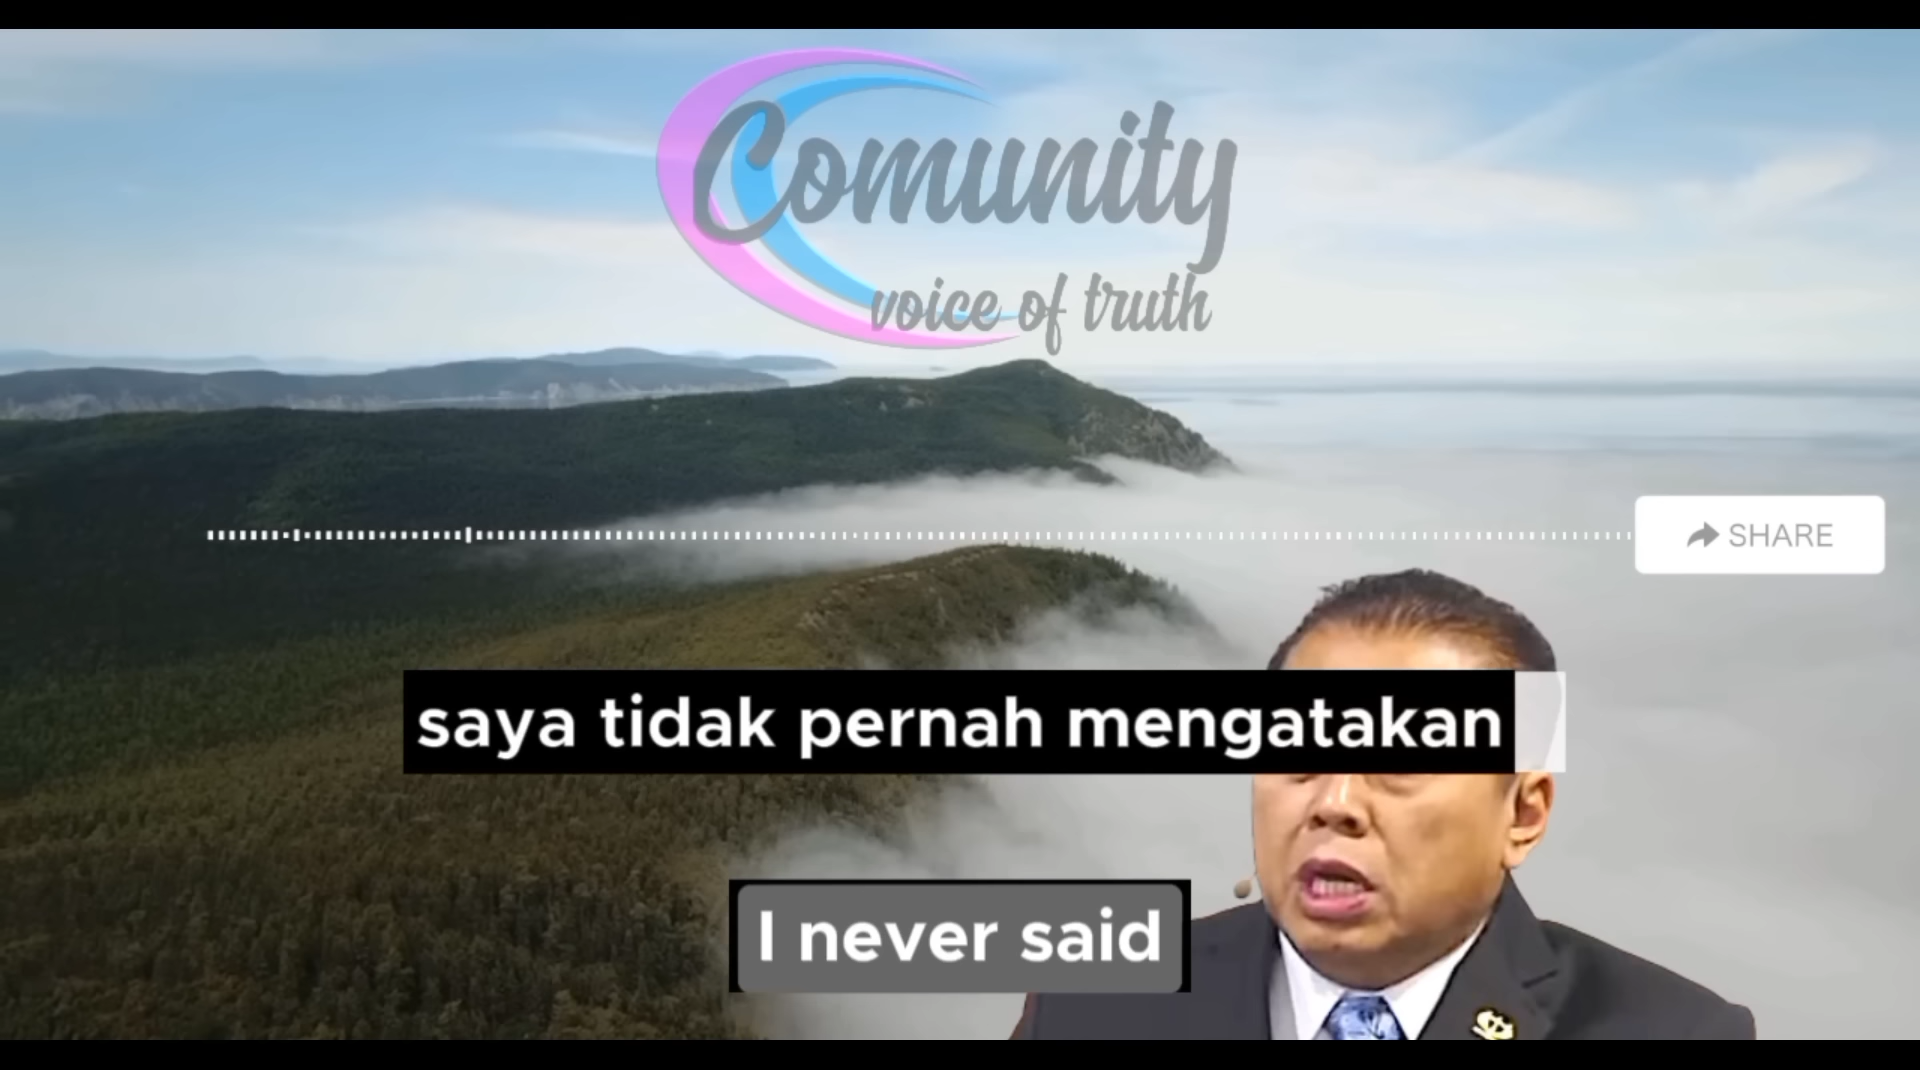 Comunity
voice of truth
SHARE
saya tidak pernah mengatakan
I never said